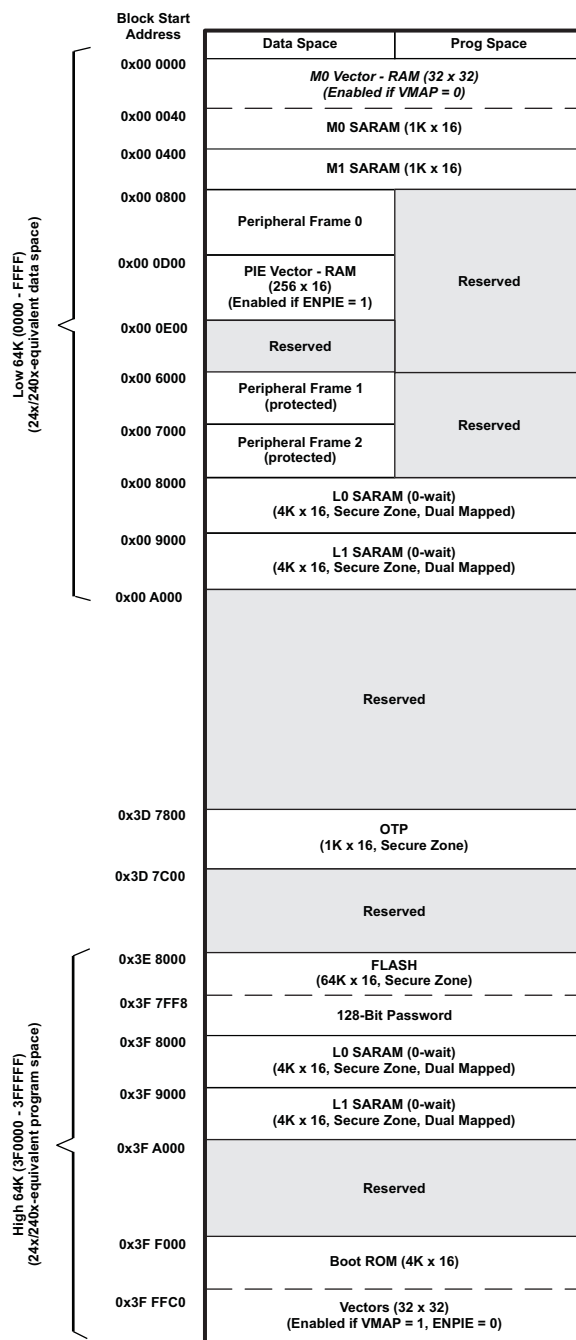 Block Start
Address
Data Space
Prog Space
0x00 0000
M0 Vector - RAM (32 x 32)
(Enabled if VMAP = 0)
0x00 0040
M0 SARAM (1K x 16)
0x00 0400
M1 SARAM (1K x 16)
0x00 0800
Peripheral Frame 0
0x00 0D00
PIE Vector - RAM
(256 x 16)
(Enabled if ENPIE = 1)
Reserved
0x00 0E00
Reserved
0x00 6000
Peripheral Frame 1
(protected)
Reserved
0x00 7000
Peripheral Frame 2
(protected)
0x00 8000
L0 SARAM (0-wait)
(4K x 16, Secure Zone, Dual Mapped)
0x00 9000
L1 SARAM (0-wait)
(4K x 16, Secure Zone, Dual Mapped)
0x00 A000
Low 64K (0000 - FFFF)
(24x/240x-equivalent data space)
Reserved
0x3D 7800
OTP
(1K x 16, Secure Zone)
0x3D 7C00
Reserved
0x3E 8000
FLASH
(64K x 16, Secure Zone)
0x3F 7FF8
128-Bit Password
0x3F 8000
L0 SARAM (0-wait)
(4K x 16, Secure Zone, Dual Mapped)
0x3F 9000
L1 SARAM (0-wait)
(4K x 16, Secure Zone, Dual Mapped)
0x3F A000
Reserved
0x3F F000
Boot ROM (4K x 16)
0x3F FFC0
Vectors (32 x 32)
(Enabled if VMAP = 1, ENPIE = 0)
High 64K (3F0000 - 3FFFFF)
(24x/240x-equivalent program space)